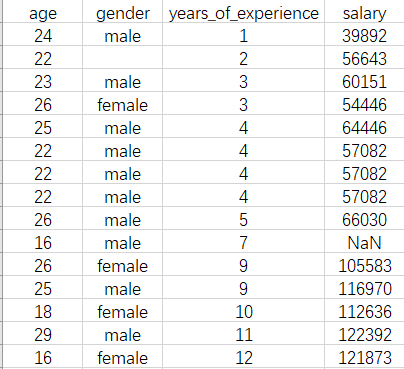 age gender years_of_experience salary
24 male 1 39892
22 2 56643
23 male 3 60151
26 female 3 54446
25 male 4 64446
22 male 4 57082
22 male 4 57082
22 male 4 57082
26 male 5 66030
16 male 7 NaN
26 female 9 105583
25 male 9 116970
18 female 10 112636
29 male 11 122392
16 female 12 121873